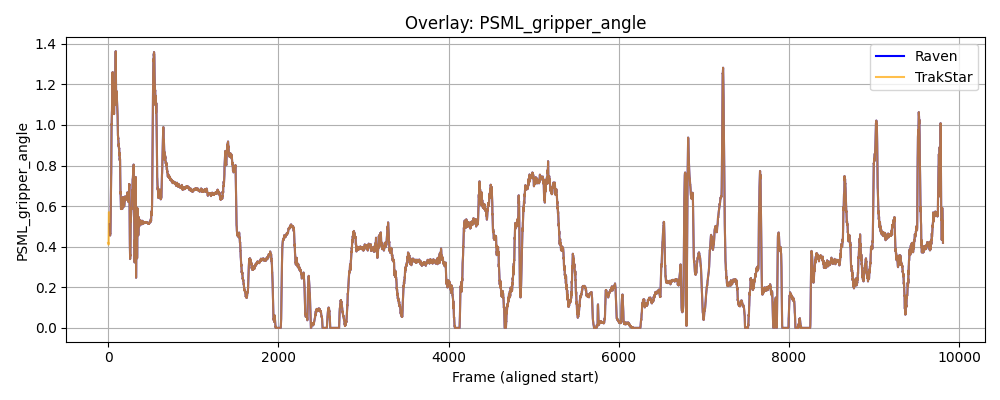 Overlay: PSML_gripper_angle
PSML_gripper_angle
1.4
1.2
1.0
0.8
0.6
0.4
0.2
0.0
Raven
TrakStar
0
2000
4000
6000
8000
10000
Frame (aligned start)